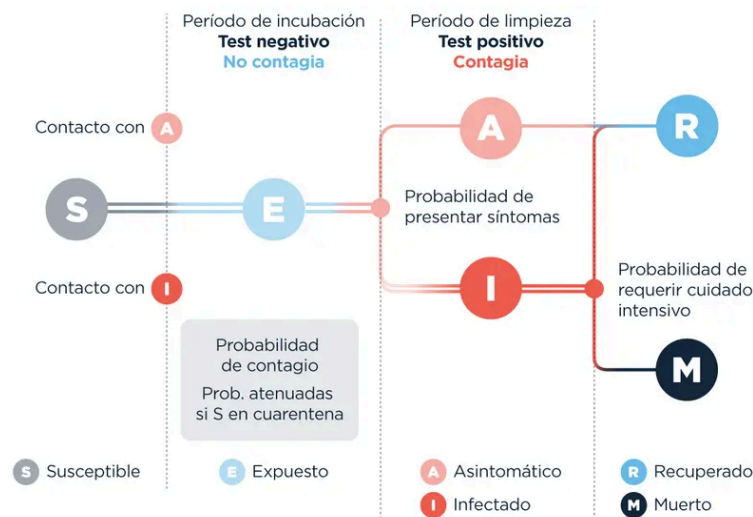 Período de incubación
Test negativo
No contagia
Período de limpieza
Test positivo
Contagia
Contacto con A
A
R
S
E
Probabilidad de
presentar síntomas
Contacto con I
I
Probabilidad de
requerir cuidado
intensivo
M
Probabilidad
de contagio
Prob. atenuadas
si S en cuarentena
S Susceptible
E Expuesto
A Asintomático
R Recuperado
I Infectado
M Muerto